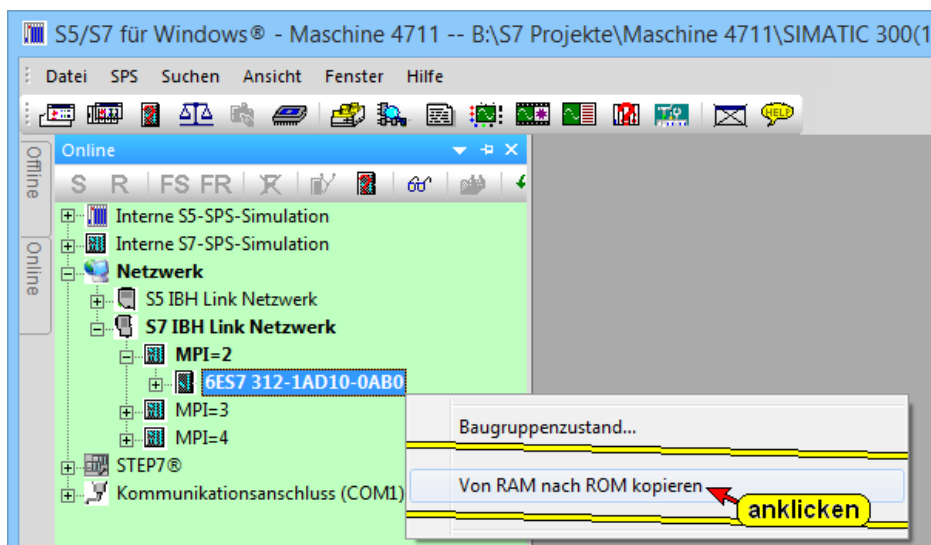 S5/S7 für Windows® - Maschine 4711 -- B:\S7 Projekte\Maschine 4711\SIMATIC 300(1
Datei SPS Suchen Ansicht Fenster Hilfe
HELP
Offline
Online
Online
S R FS FR
Interne S5-SPS-Simulation
Interne S7-SPS-Simulation
Netzwerk
S5 IBH Link Netzwerk
S7 IBH Link Netzwerk
MPI=2
6ES7 312-1AD10-0AB0
MPI=3
MPI=4
STEP7®
Kommunikationsanschluss (COM1)
Baugruppenzustand...
Von RAM nach ROM kopieren
anklicken